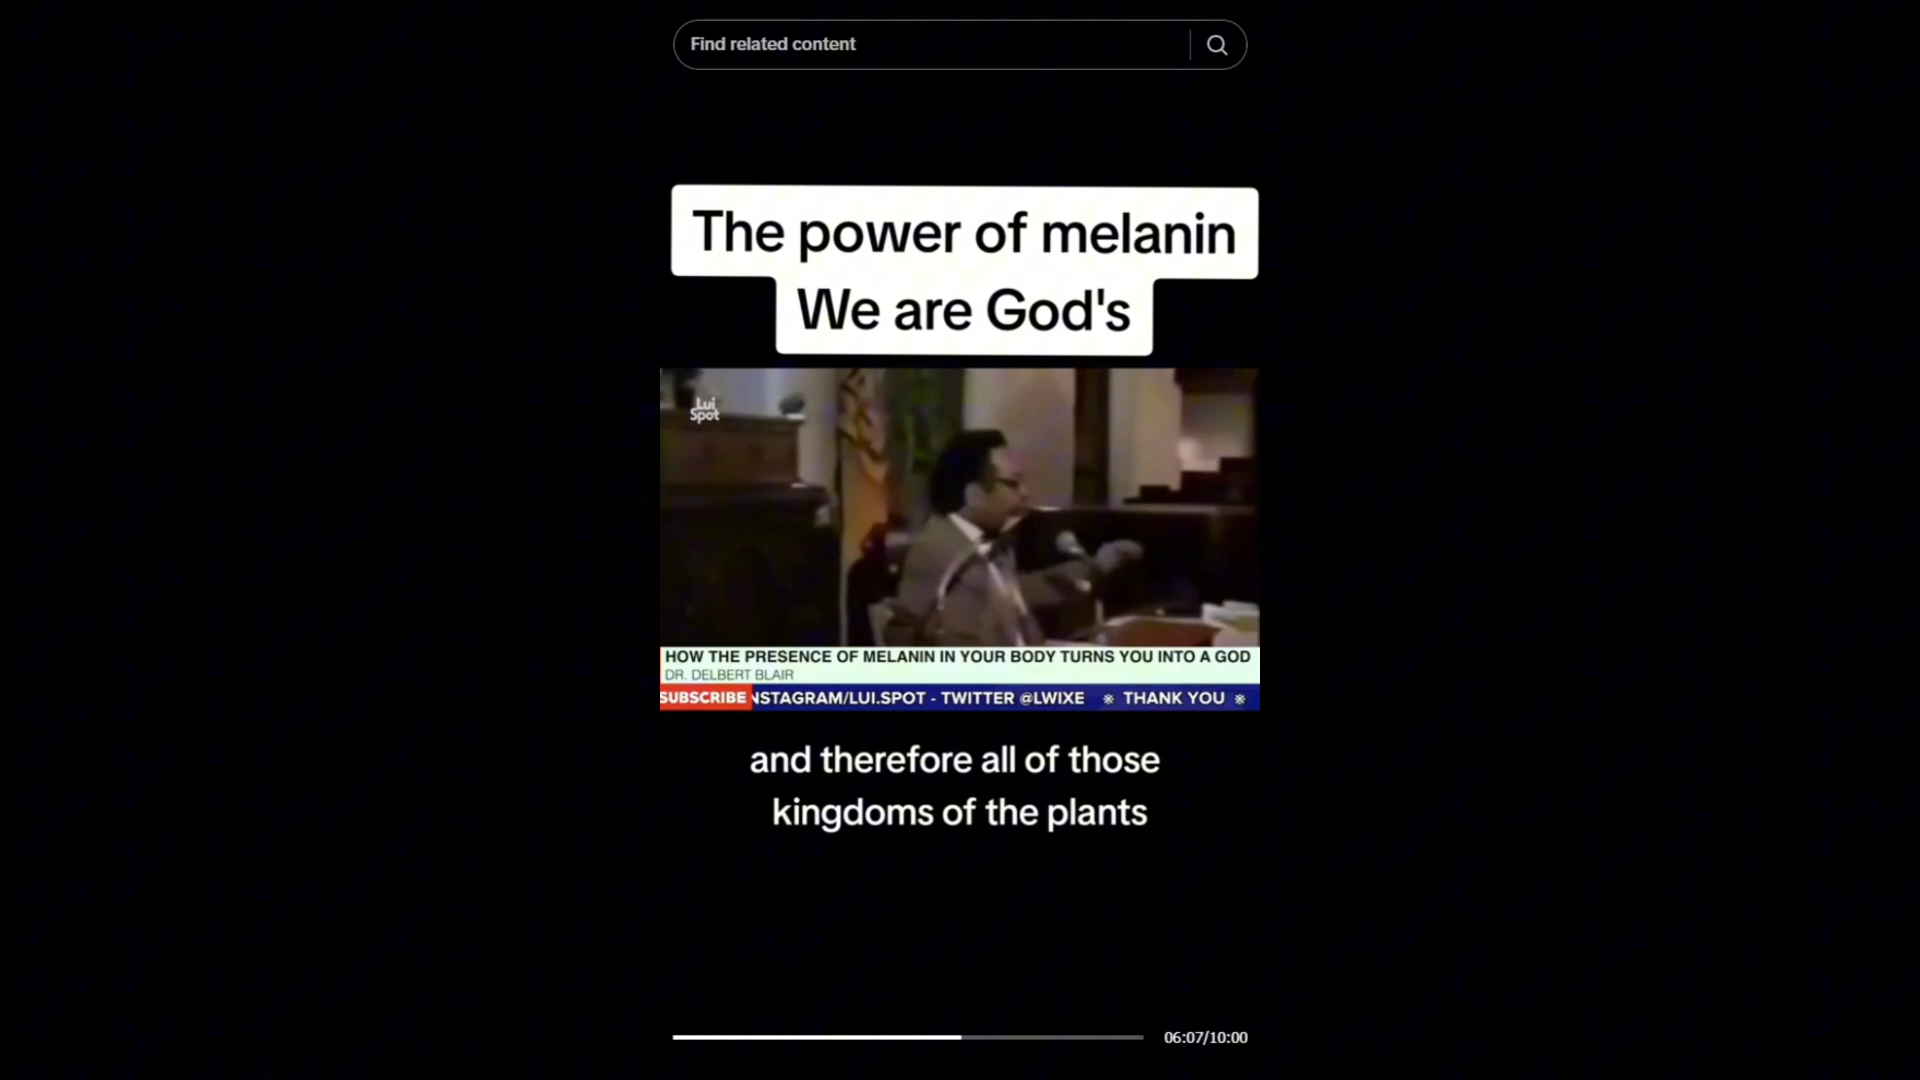 Find related content
The power of melanin
We are God's
Lui
Spot
HOW THE PRESENCE OF MELANIN IN YOUR BODY TURNS YOU INTO A GOD
DR. DELBERT BLAIR
SUBSCRIBE NSTAGRAM/LUI.SPOT - TWITTER @LWIXE ※ THANK YOU ※
and therefore all of those
kingdoms of the plants
06:07/10:00